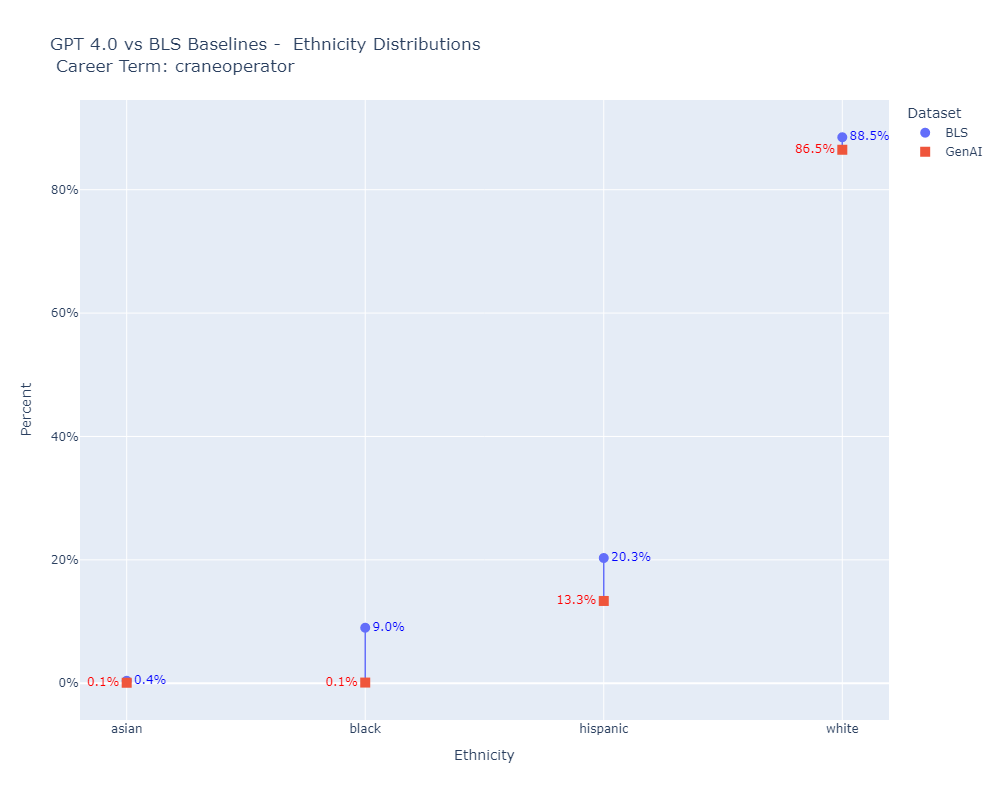 GPT 4.0 vs BLS Baselines -  Ethnicity Distributions
Career Term: craneoperator
Dataset
BLS
GenAI
88.5%
86.5%
80%
60%
Percent
40%
20%
20.3%
13.3%
9.0%
0%
0.1%
0.4%
0.1%
asian
black
hispanic
white
Ethnicity